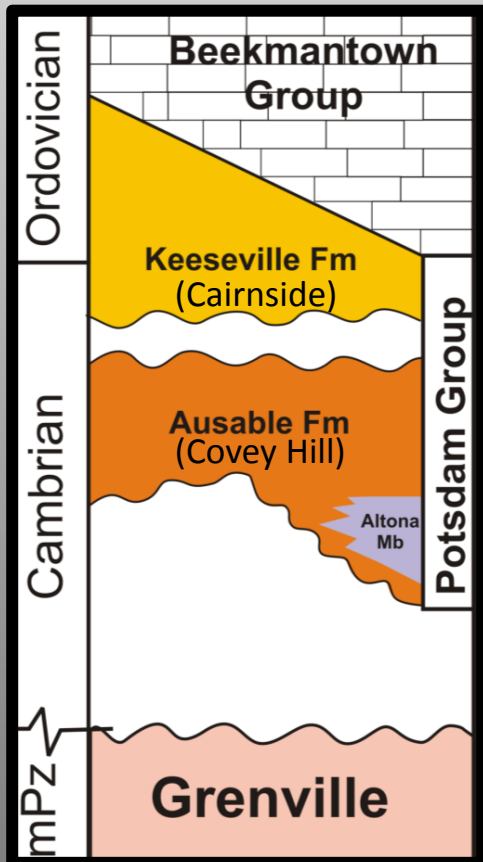 Ordovician
Beekmantown
Group
Keeseville Fm
(Cairnside)
Cambrian
Ausable Fm
(Covey Hill)
Altona
Mb
Potsdam Group
mPz
Grenville